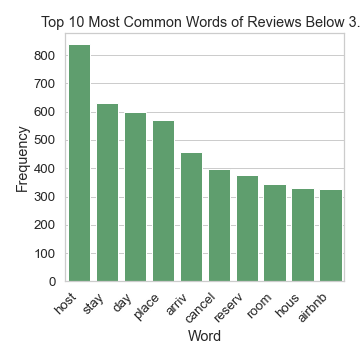 Top 10 Most Common Words of Reviews Below 3.
Frequency
800
700
600
500
400
300
200
100
0
host
stay
day
place
arriv
cancel
reserv
room
hous
airbnb
Word